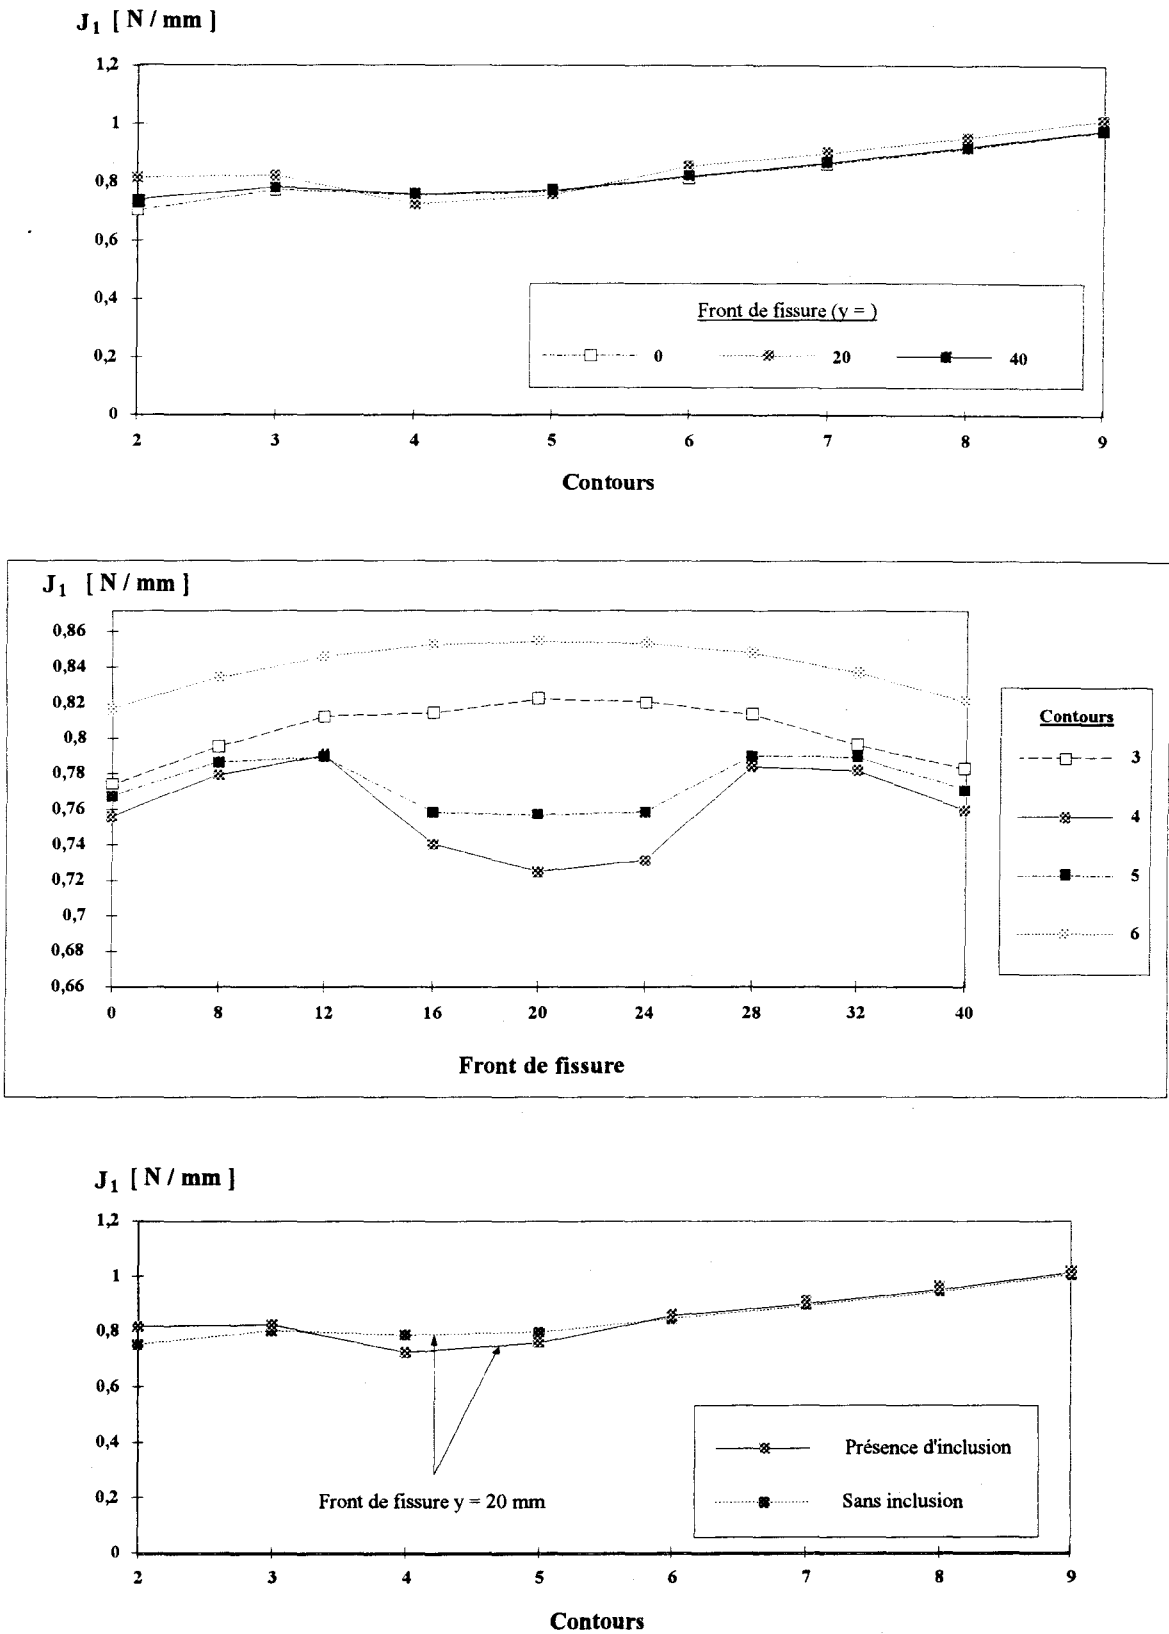 J₁ [ N / mm ]
1,2
1
0,8
0,6
0,4
0,2
0
Front de fissure (y = )
0 20 40
2 3 4 5 6 7 8 9
Contours
J₁ [ N / mm ]
0,86
0,84
0,82
0,8
0,78
0,76
0,74
0,72
0,7
0,68
0,66
Contours
3
4
5
6
0 8 12 16 20 24 28 32 40
Front de fissure
J₁ [ N / mm ]
1,2
1
0,8
0,6
0,4
0,2
0
Présence d'inclusion
Sans inclusion
Front de fissure y = 20 mm
2 3 4 5 6 7 8 9
Contours